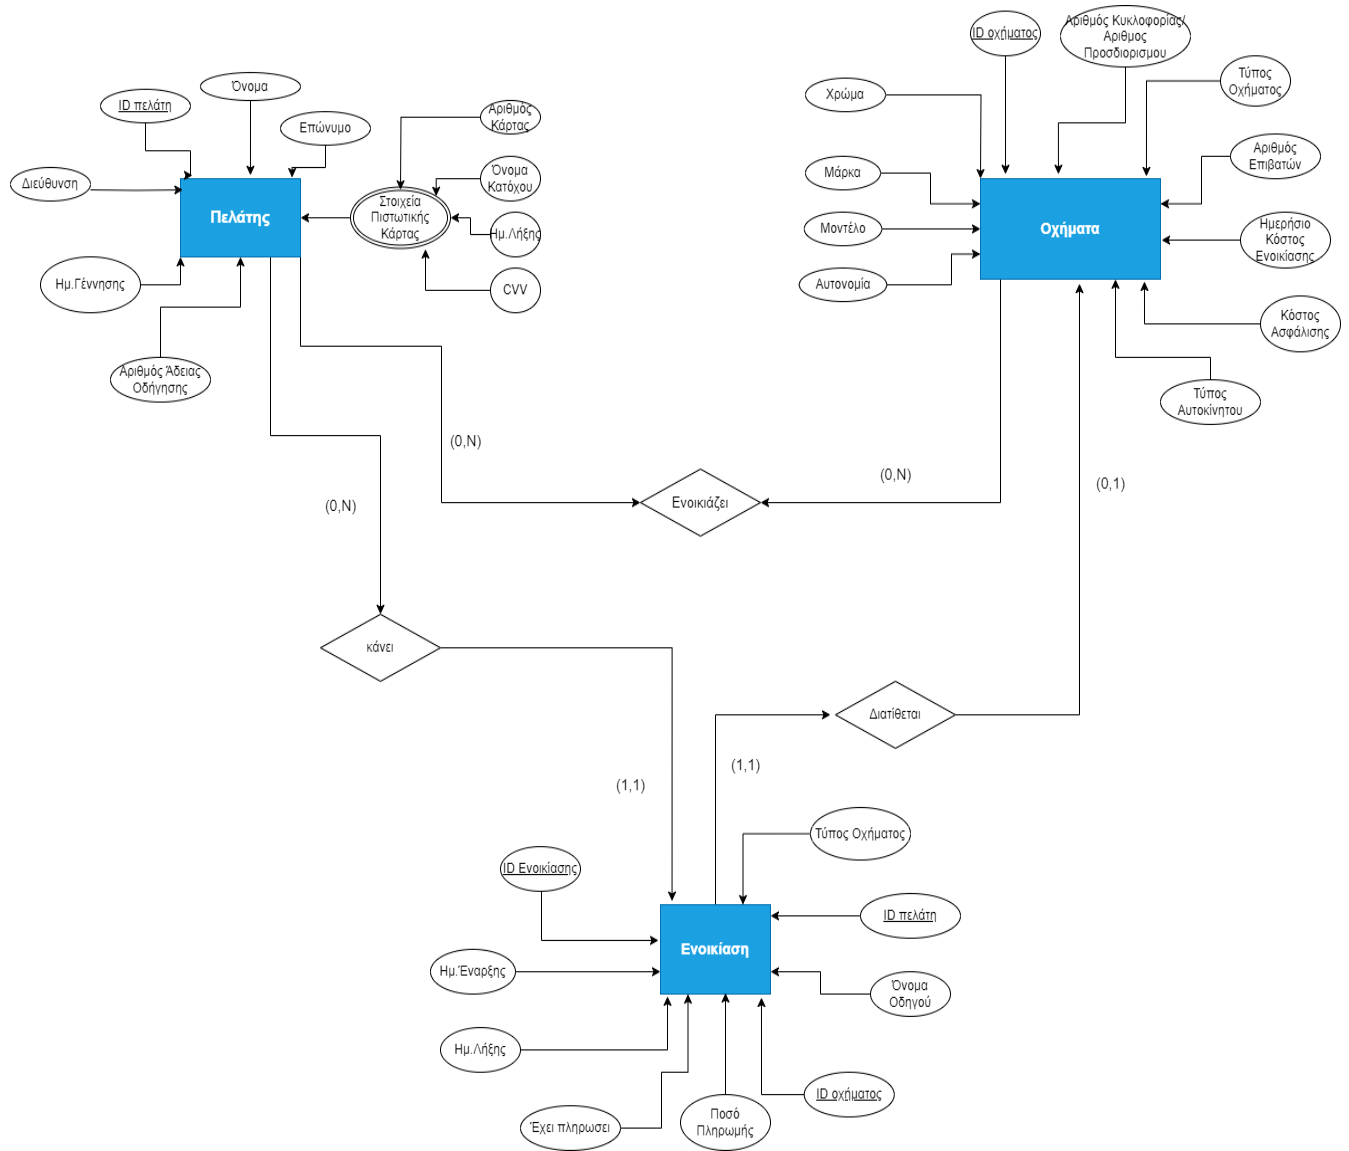 ID οχήματος
Αριθμός Κυκλοφορίας/
Αριθμος
Προσδιορισμου
Τύπος
Οχήματος
Χρώμα
Όνομα
ID πελάτη
Επώνυμο
Αριθμός
Κάρτας
Αριθμός
Επιβατών
Διεύθυνση
Όνομα
Κατόχου
Μάρκα
Πελάτης
Στοιχεία
Πιστωτικής
Κάρτας
Ημ.Λήξης
Μοντέλο
Οχήματα
Ημερήσιο
Κόστος
Ενοικίασης
Ημ.Γέννησης
CVV
Αυτονομία
Κόστος
Ασφάλισης
Αριθμός Άδειας
Οδήγησης
Τύπος
Αυτοκίνητου
(0,N)
(0,N)
(0,1)
(0,N)
Ενοικιάζει
κάνει
Διατίθεται
(1,1)
(1,1)
Τύπος Οχήματος
ID Ενοικίασης
ID πελάτη
Ενοικίαση
Ημ.Έναρξης
Όνομα
Οδηγού
Ημ.Λήξης
ID οχήματος
Έχει πληρωσει
Ποσό
Πληρωμής